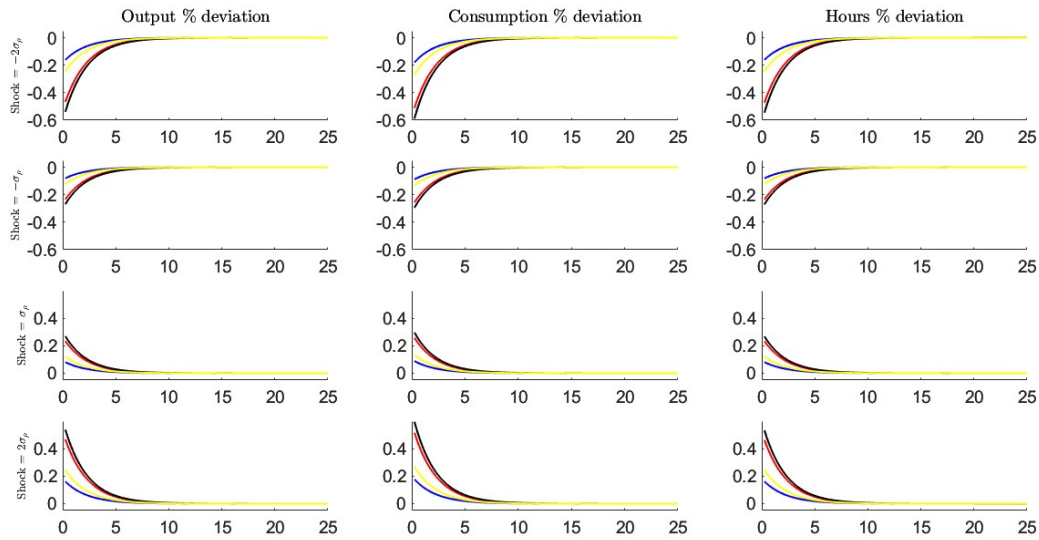 Output % deviation Consumption % deviation Hours % deviation
Shock = −2σρ
0 0 0
-0.2 -0.2 -0.2
-0.4 -0.4 -0.4
-0.6 -0.6 -0.6
0 5 10 15 20 25 0 5 10 15 20 25 0 5 10 15 20 25
Shock = −σρ
0 0 0
-0.2 -0.2 -0.2
-0.4 -0.4 -0.4
-0.6 -0.6 -0.6
0 5 10 15 20 25 0 5 10 15 20 25 0 5 10 15 20 25
Shock = σρ
0.4 0.4 0.4
0.2 0.2 0.2
0 0 0
0 5 10 15 20 25 0 5 10 15 20 25 0 5 10 15 20 25
Shock = 2σρ
0.4 0.4 0.4
0.2 0.2 0.2
0 0 0
0 5 10 15 20 25 0 5 10 15 20 25 0 5 10 15 20 25